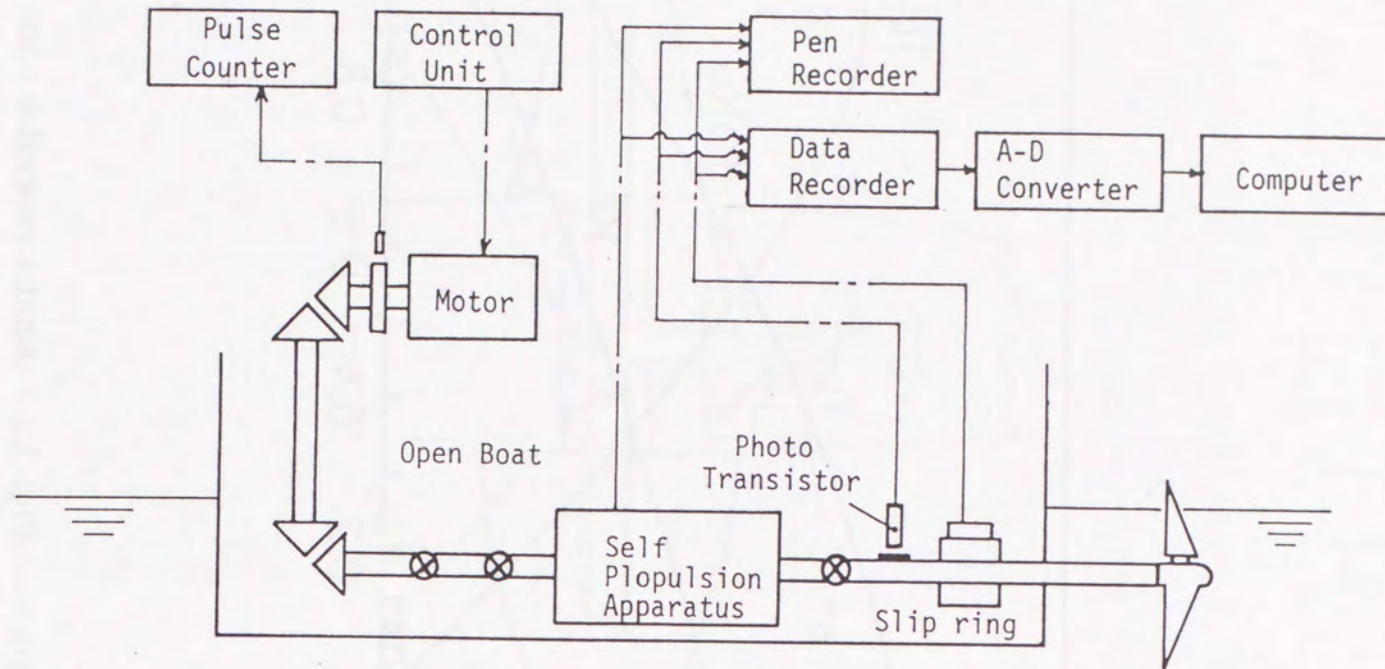 Pulse
Counter
Control
Unit
Pen
Recorder
Data
Recorder
A-D
Converter
Computer
Motor
Open Boat
Photo
Transistor
Self
Plopulsion
Apparatus
Slip ring